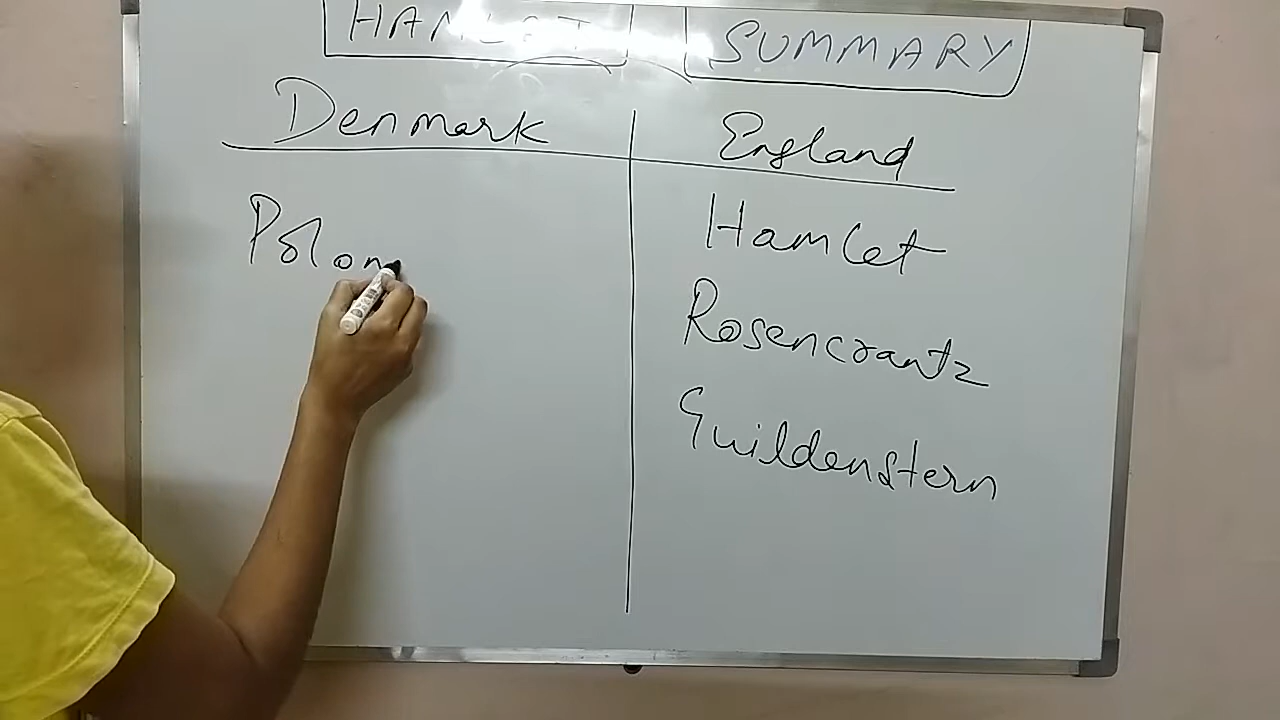 HAMLET SUMMARY
Denmark England
Polon Hamlet
Rosencrantz
Guildenstern